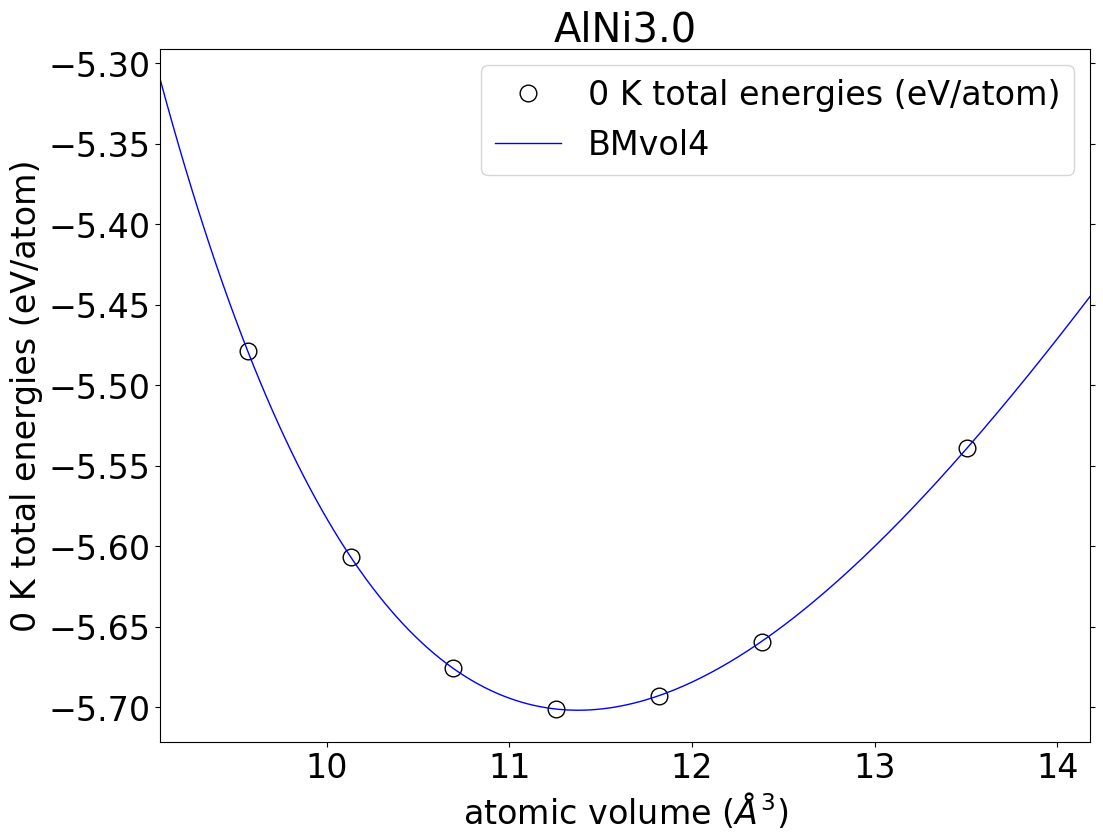 AlNi3.0
0 K total energies (eV/atom)
BMvol4
0 K total energies (eV/atom)
−5.30
−5.35
−5.40
−5.45
−5.50
−5.55
−5.60
−5.65
−5.70
10 11 12 13 14
atomic volume (Å³)